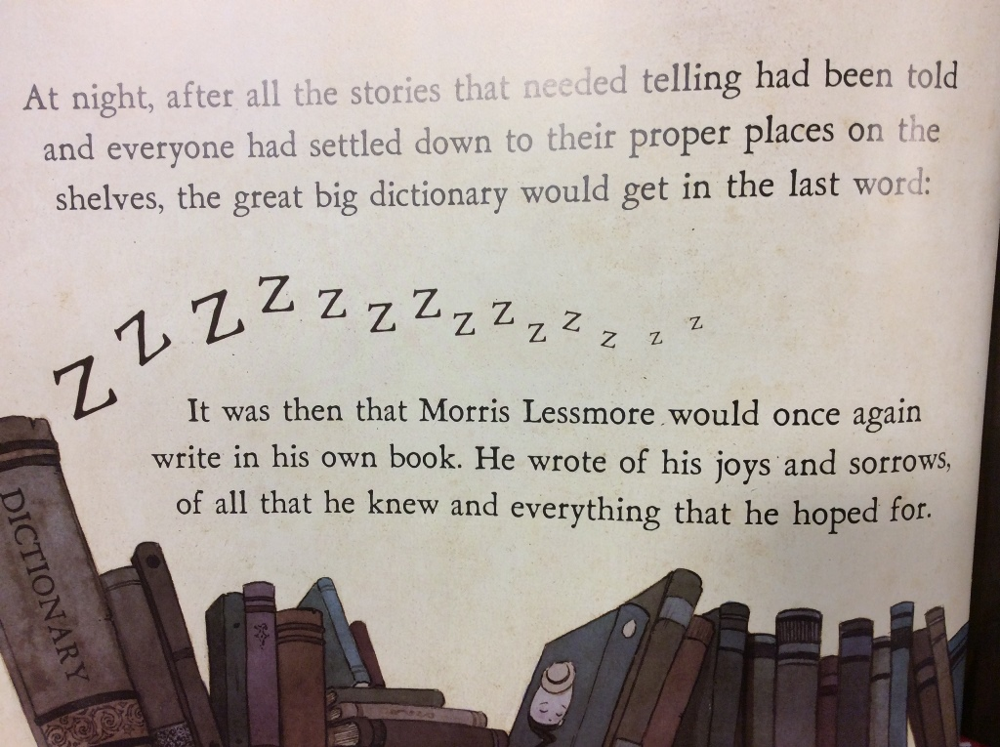 At night, after all the stories that needed telling had been told
and everyone had settled down to their proper places on the
shelves, the great big dictionary would get in the last word:
Z Z Z Z Z Z Z Z Z Z Z Z Z Z
It was then that Morris Lessmore would once again
write in his own book. He wrote of his joys and sorrows,
of all that he knew and everything that he hoped for.
DICTIONARY